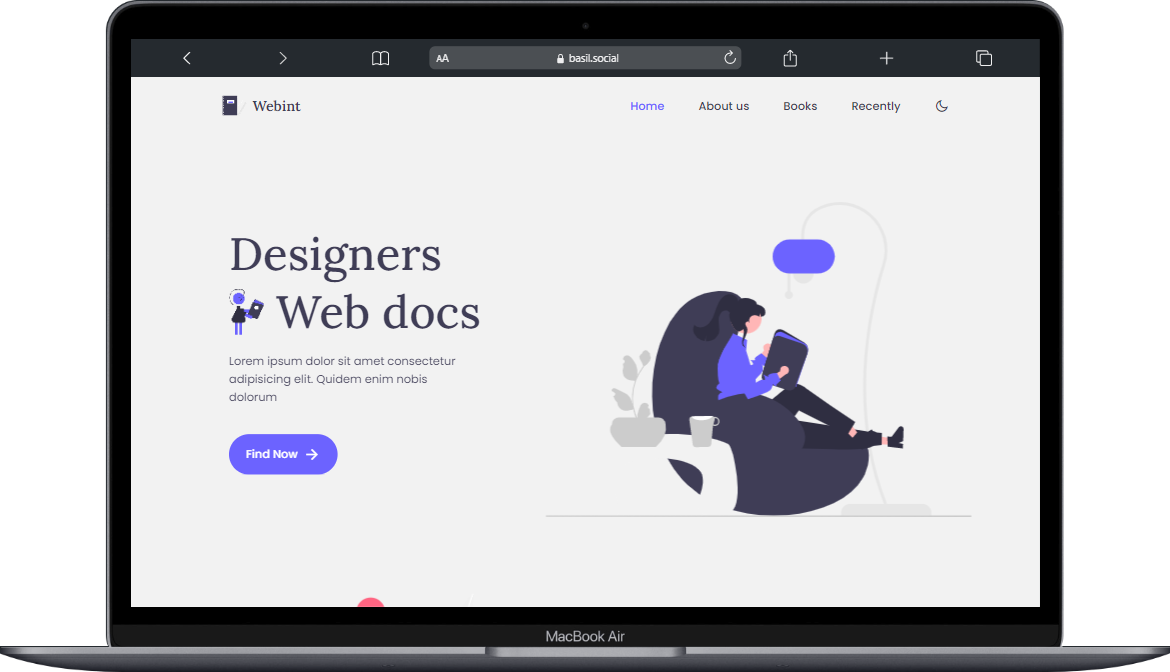 AA
basil.social
Webint
Home
About us
Books
Recently
Designers
Web docs
Lorem ipsum dolor sit amet consectetur
adipisicing elit. Quidem enim nobis
dolorum
Find Now
MacBook Air